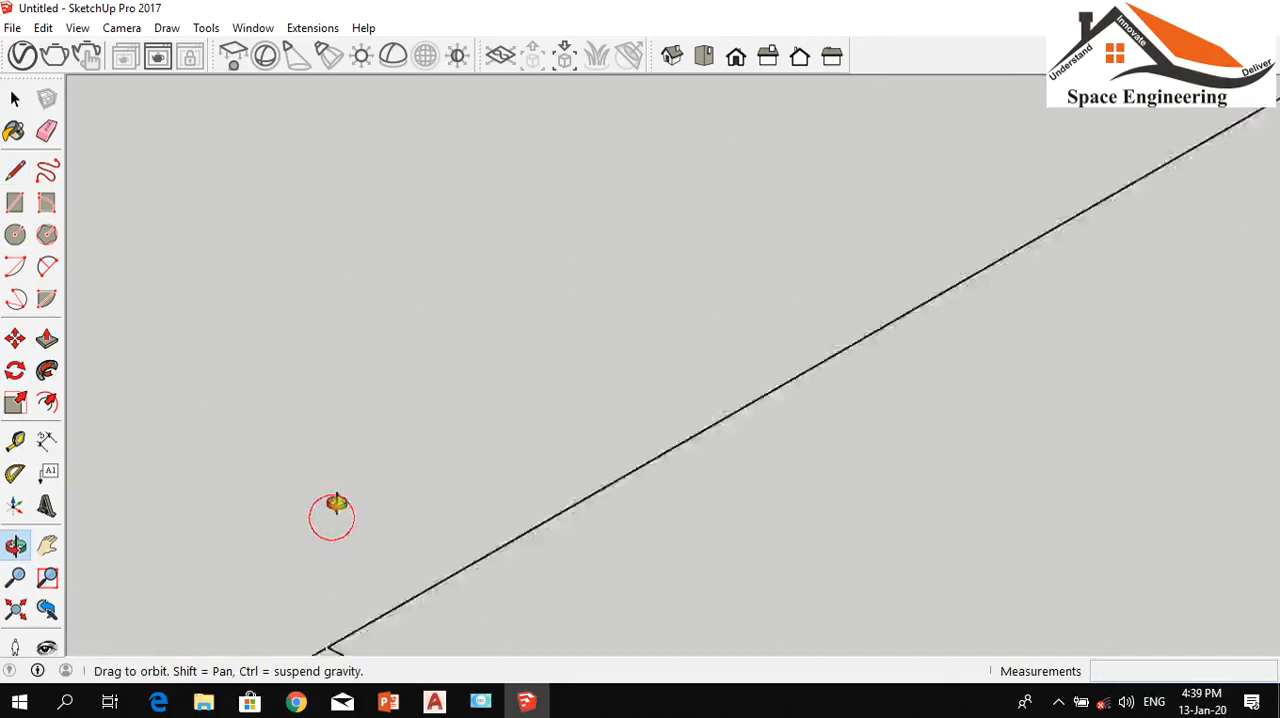 Untitled - SketchUp Pro 2017
File Edit View Camera Draw Tools Window Extensions Help
Understand
Innovate
Deliver
Space Engineering
A1
Drag to orbit. Shift = Pan, Ctrl = suspend gravity.
Measurements
ENG
4:39 PM
13-Jan-20